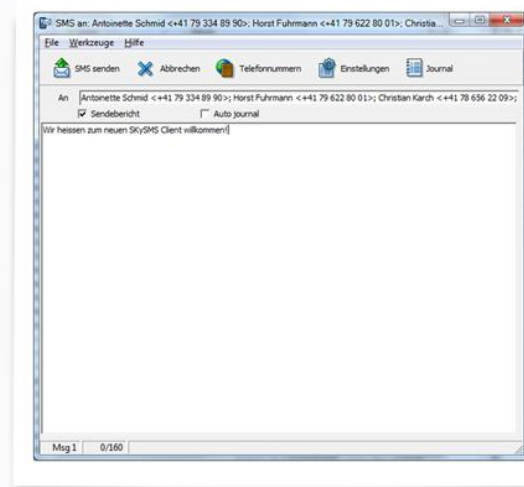 SMS an: Antoinette Schmid <+41 79 334 89 90>; Horst Fuhrmann <+41 79 622 80 01>; Christia...
File Werkzeuge Hilfe
SMS senden Abbrechen Telefonnummern Einstellungen Journal
An Antoinette Schmid <+41 79 334 89 90>; Horst Fuhrmann <+41 79 622 80 01>; Christian Karch <+41 78 656 22 09>;
Sendebericht Auto journal
Wir heissen zum neuen SKySMS Client willkommen!
Msg 1 0/160